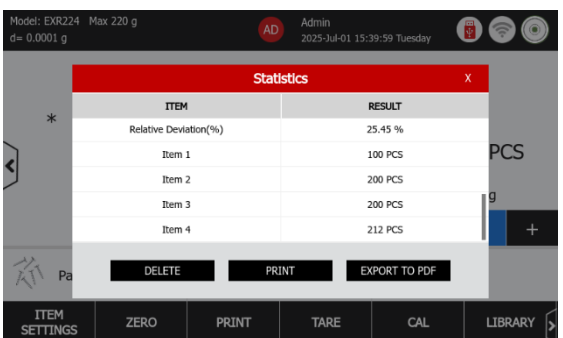 Model: EXR224 Max 220 g
d= 0.0001 g
AD
Admin
2025-Jul-01 15:39:59 Tuesday
Statistics X
ITEM RESULT
Relative Deviation(%) 25.45 %
Item 1 100 PCS
Item 2 200 PCS
Item 3 200 PCS
Item 4 212 PCS
*
PCS
g
+
Pa
DELETE PRINT EXPORT TO PDF
ITEM SETTINGS
ZERO PRINT TARE CAL LIBRARY